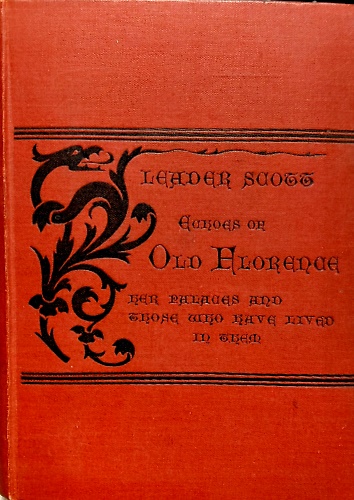 LEADER SCOTT
ECHOES OF
OLD FLORENCE
HER PALACES AND
THOSE WHO HAVE LIVED
IN THEM